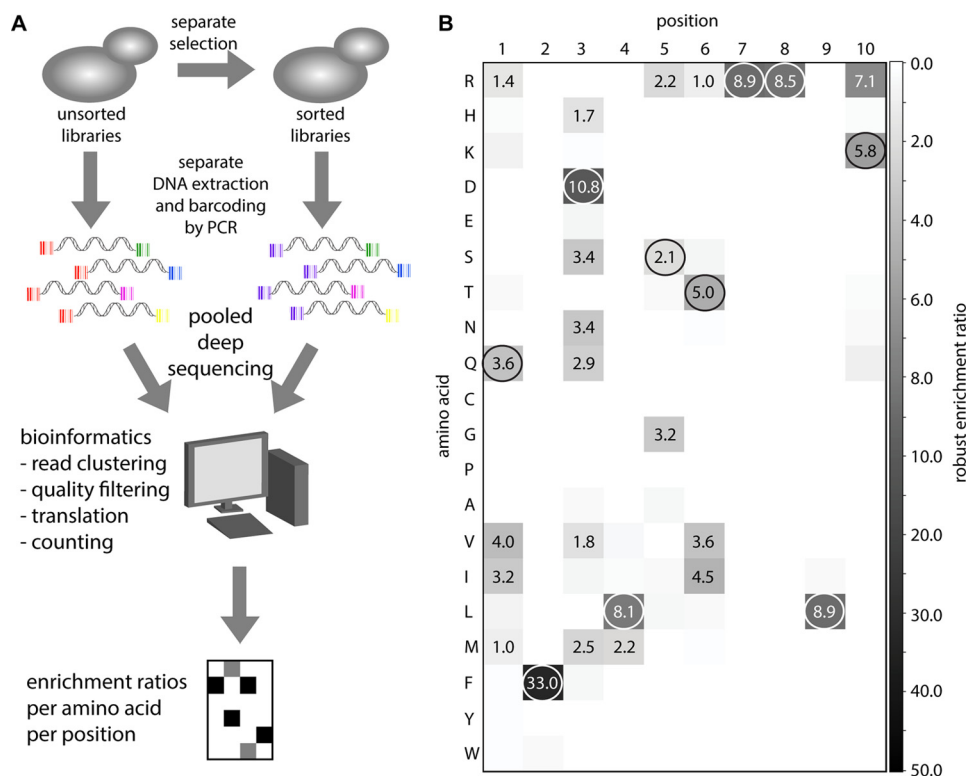 A
separate
selection
unsorted
libraries
sorted
libraries
separate
DNA extraction
and barcoding
by PCR
pooled
deep
sequencing
bioinformatics
- read clustering
- quality filtering
- translation
- counting
enrichment ratios
per amino acid
per position
B
position
1 2 3 4 5 6 7 8 9 10
amino acid
R 1.4 2.2 1.0 8.9 8.5 7.1
H 1.7
K 5.8
D 10.8
E
S 3.4 2.1
T 5.0
N 3.4
Q 3.6 2.9
C
G 3.2
P
A
V 4.0 1.8 3.6
I 3.2 4.5
L 8.1 8.9
M 1.0 2.5 2.2
F 33.0
Y
W
0.0
2.0
4.0
6.0
8.0
10.0
20.0
30.0
40.0
50.0
robust enrichment ratio